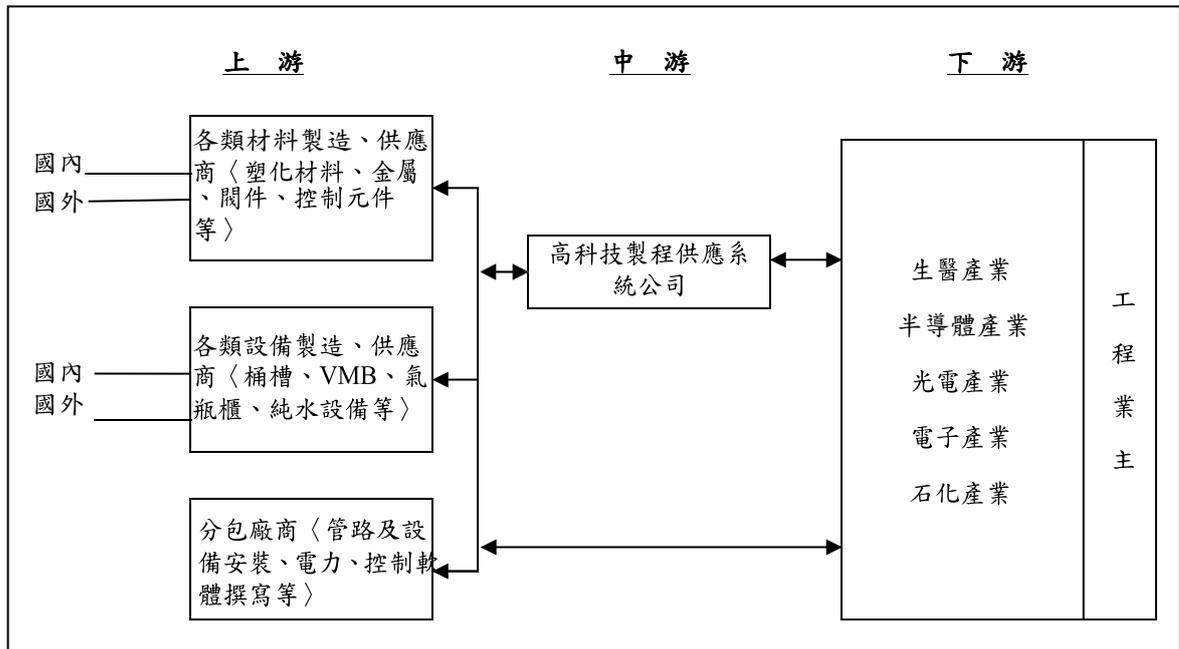 上 游
中 游
下 游
國內
國外
各類材料製造、供應
商〈塑化材料、金屬
、閥件、控制元件
等〉
國內
國外
各類設備製造、供應
商〈桶槽、VMB、氣
瓶櫃、純水設備等〉
分包廠商〈管路及設
備安裝、電力、控制軟
體撰寫等〉
高科技製程供應系
統公司
生醫產業
半導體產業
光電產業
電子產業
石化產業
工
程
業
主